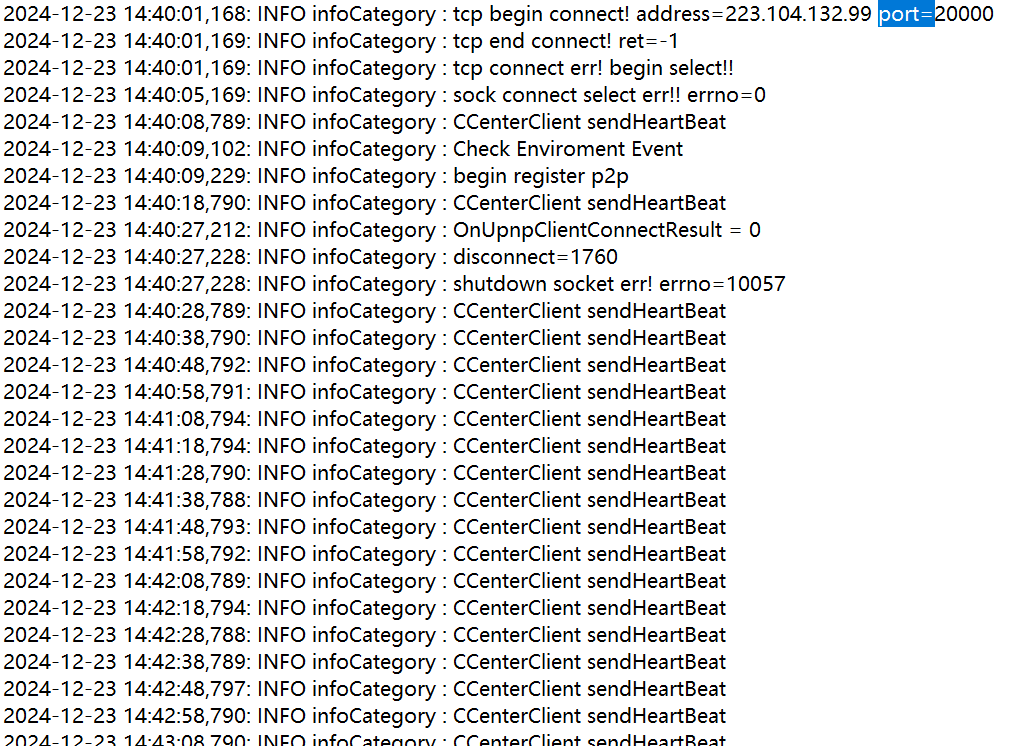 2024-12-23 14:40:01,168: INFO infoCategory : tcp begin connect! address=223.104.132.99 port=20000
2024-12-23 14:40:01,169: INFO infoCategory : tcp end connect! ret=-1
2024-12-23 14:40:01,169: INFO infoCategory : tcp connect err! begin select!!
2024-12-23 14:40:05,169: INFO infoCategory : sock connect select err!! errno=0
2024-12-23 14:40:08,789: INFO infoCategory : CCenterClient sendHeartBeat
2024-12-23 14:40:09,102: INFO infoCategory : Check Enviroment Event
2024-12-23 14:40:09,229: INFO infoCategory : begin register p2p
2024-12-23 14:40:18,790: INFO infoCategory : CCenterClient sendHeartBeat
2024-12-23 14:40:27,212: INFO infoCategory : OnUpnpClientConnectResult = 0
2024-12-23 14:40:27,228: INFO infoCategory : disconnect=1760
2024-12-23 14:40:27,228: INFO infoCategory : shutdown socket err! errno=10057
2024-12-23 14:40:28,789: INFO infoCategory : CCenterClient sendHeartBeat
2024-12-23 14:40:38,790: INFO infoCategory : CCenterClient sendHeartBeat
2024-12-23 14:40:48,792: INFO infoCategory : CCenterClient sendHeartBeat
2024-12-23 14:40:58,791: INFO infoCategory : CCenterClient sendHeartBeat
2024-12-23 14:41:08,794: INFO infoCategory : CCenterClient sendHeartBeat
2024-12-23 14:41:18,794: INFO infoCategory : CCenterClient sendHeartBeat
2024-12-23 14:41:28,790: INFO infoCategory : CCenterClient sendHeartBeat
2024-12-23 14:41:38,788: INFO infoCategory : CCenterClient sendHeartBeat
2024-12-23 14:41:48,793: INFO infoCategory : CCenterClient sendHeartBeat
2024-12-23 14:41:58,792: INFO infoCategory : CCenterClient sendHeartBeat
2024-12-23 14:42:08,789: INFO infoCategory : CCenterClient sendHeartBeat
2024-12-23 14:42:18,794: INFO infoCategory : CCenterClient sendHeartBeat
2024-12-23 14:42:28,788: INFO infoCategory : CCenterClient sendHeartBeat
2024-12-23 14:42:38,789: INFO infoCategory : CCenterClient sendHeartBeat
2024-12-23 14:42:48,797: INFO infoCategory : CCenterClient sendHeartBeat
2024-12-23 14:42:58,790: INFO infoCategory : CCenterClient sendHeartBeat
2024-12-23 14:43:08,790: INFO infoCategory : CCenterClient sendHeartBeat